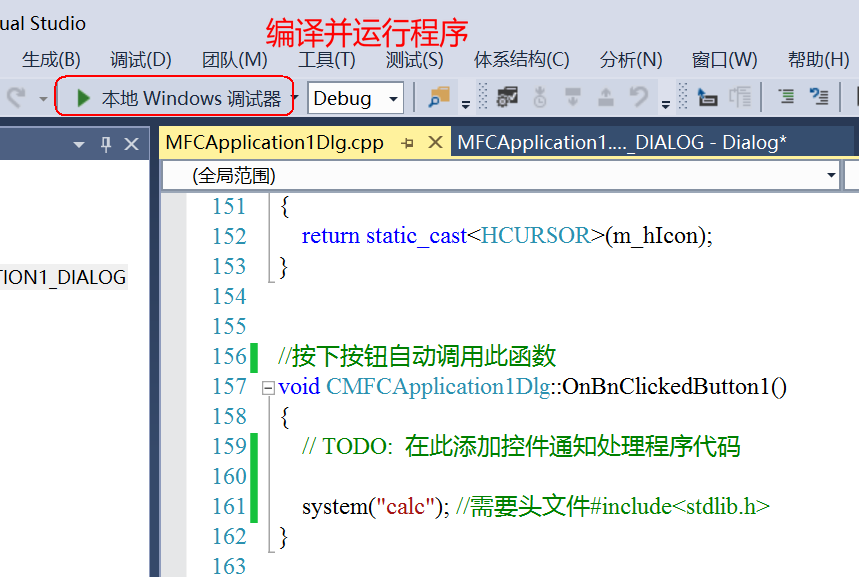 ual Studio
编译并运行程序
生成(B) 调试(D) 团队(M) 工具(T) 测试(S) 体系结构(C) 分析(N) 窗口(W) 帮助(H)
本地 Windows 调试器 Debug
MFCApplication1Dlg.cpp MFCApplication1...._DIALOG - Dialog*
(全局范围)
TION1_DIALOG
151 {
152 return static_cast<HCURSOR>(m_hIcon);
153 }
154
155
156 //按下按钮自动调用此函数
157 void CMFCApplication1Dlg::OnBnClickedButton1()
158 {
159 // TODO: 在此添加控件通知处理程序代码
160
161 system("calc"); //需要头文件#include<stdlib.h>
162 }
163